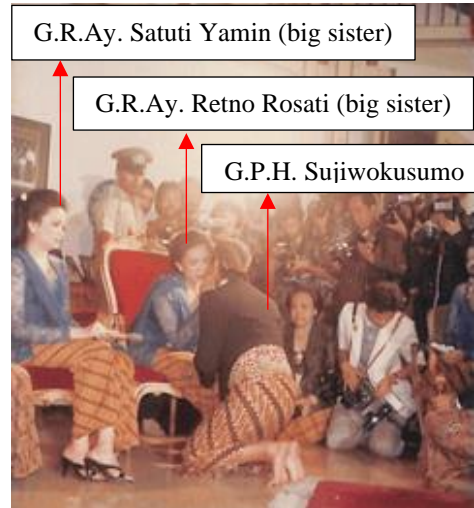 G.R.Ay. Satuti Yamin (big sister)
G.R.Ay. Retno Rosati (big sister)
G.P.H. Sujiwokusumo